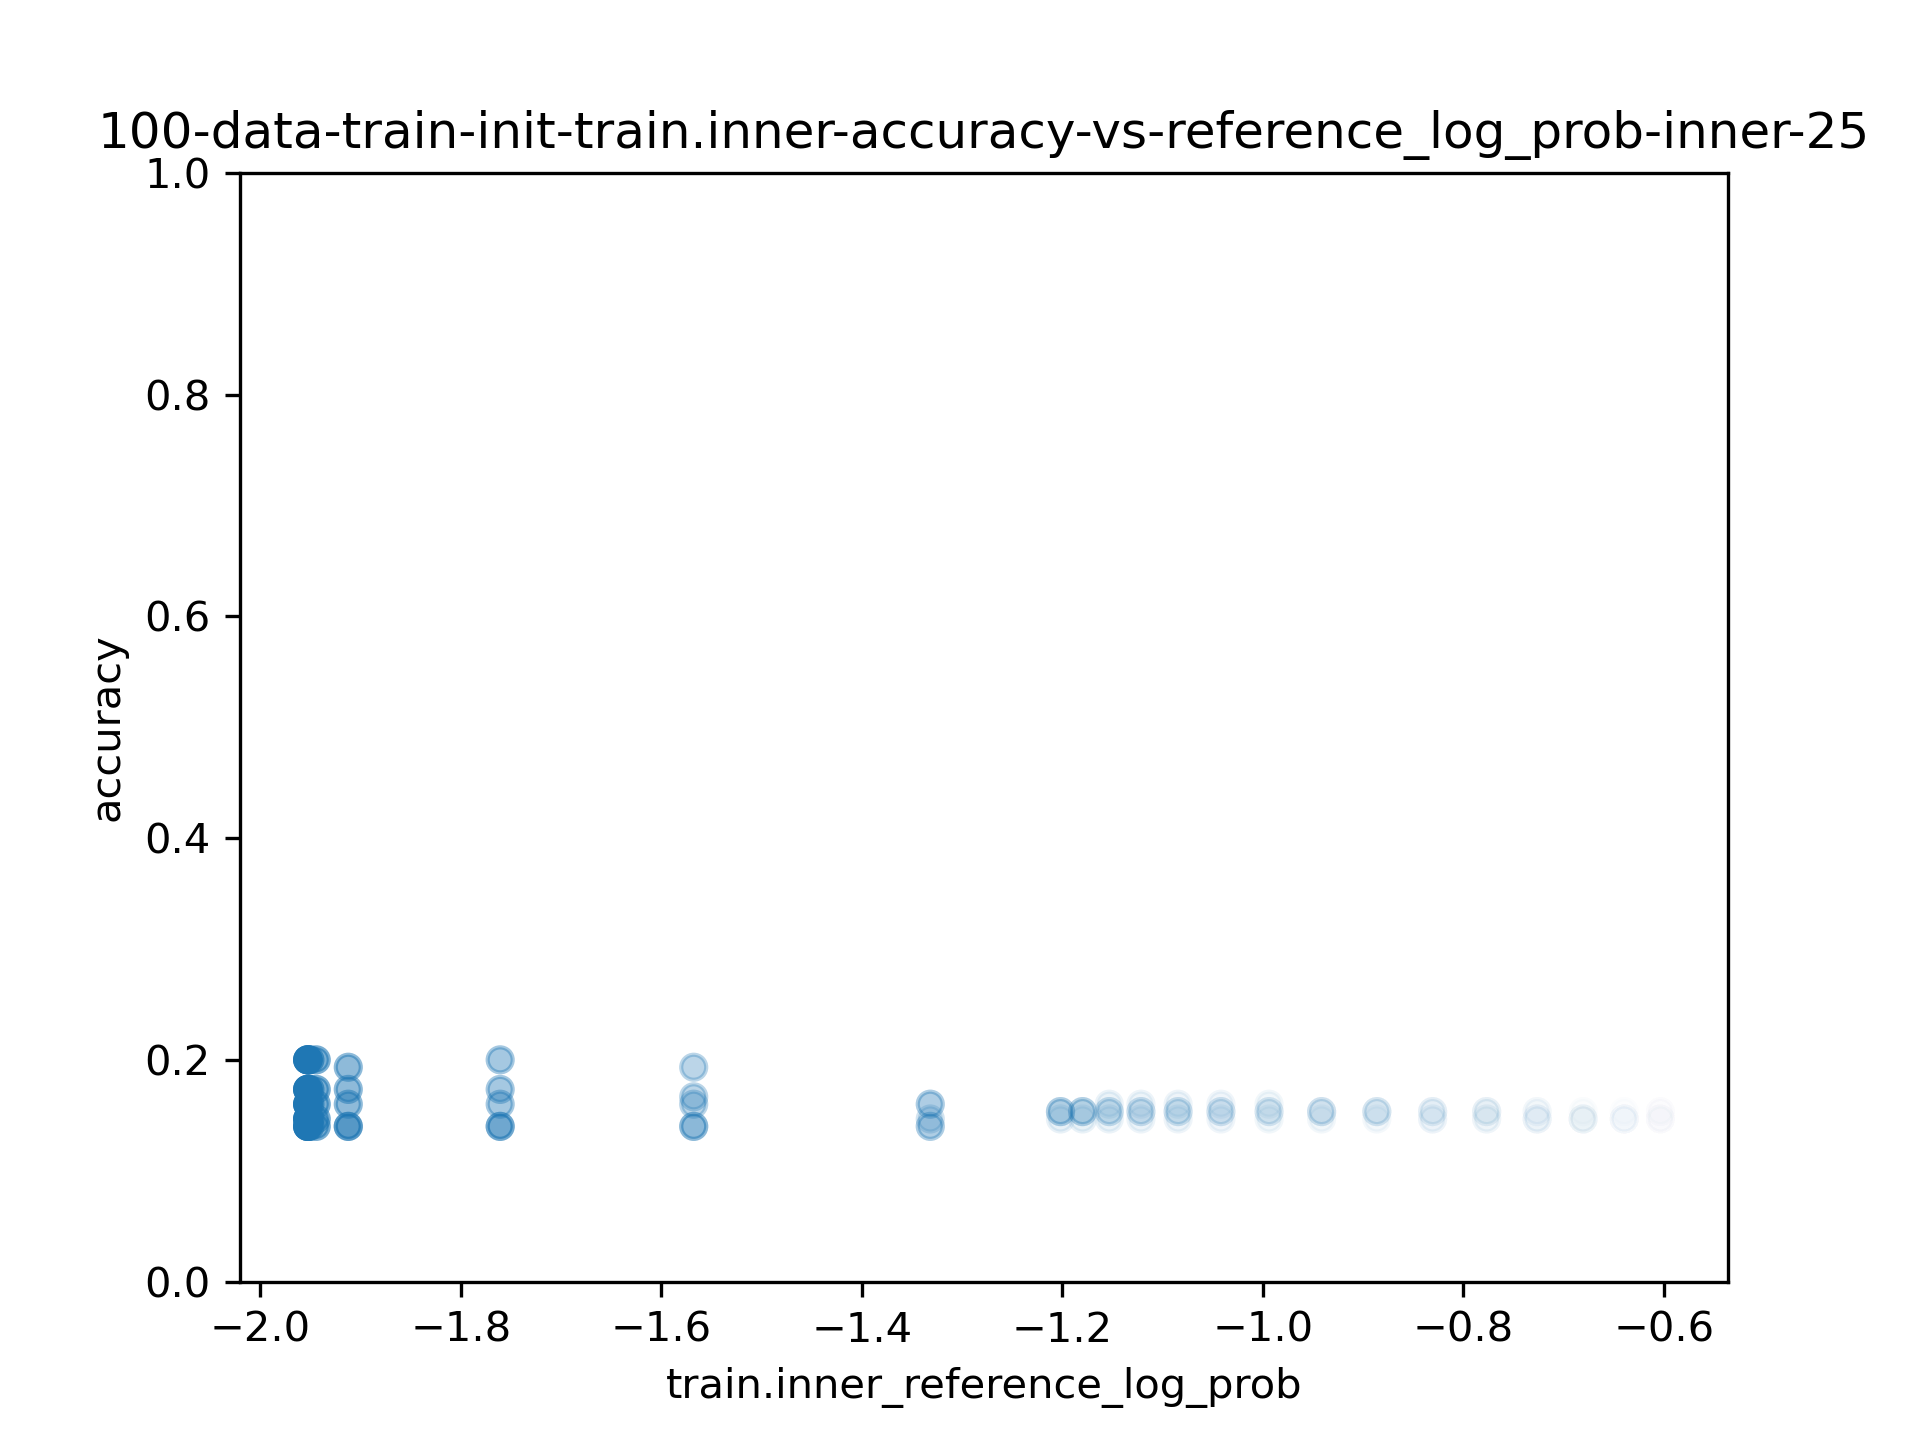 100-data-train-init-train.inner-accuracy-vs-reference_log_prob-inner-25
1.0
0.8
0.6
0.4
0.2
0.0
accuracy
−2.0 −1.8 −1.6 −1.4 −1.2 −1.0 −0.8 −0.6
train.inner_reference_log_prob